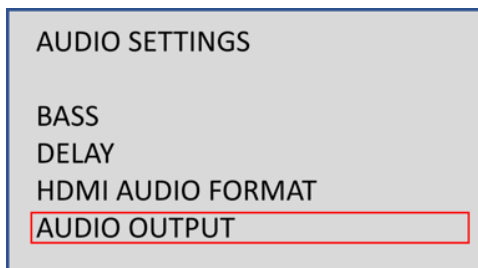 AUDIO SETTINGS
BASS
DELAY
HDMI AUDIO FORMAT
AUDIO OUTPUT